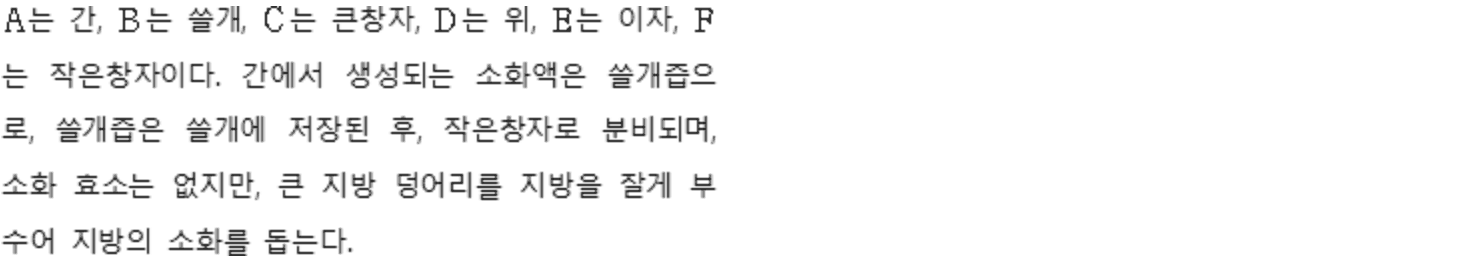 A는 간, B는 쓸개, C는 큰창자, D는 위, E는 이자, F
는 작은창자이다. 간에서 생성되는 소화액은 쓸개즙으
로, 쓸개즙은 쓸개에 저장된 후, 작은창자로 분비되며,
소화 효소는 없지만, 큰 지방 덩어리를 지방을 잘게 부
수어 지방의 소화를 돕는다.